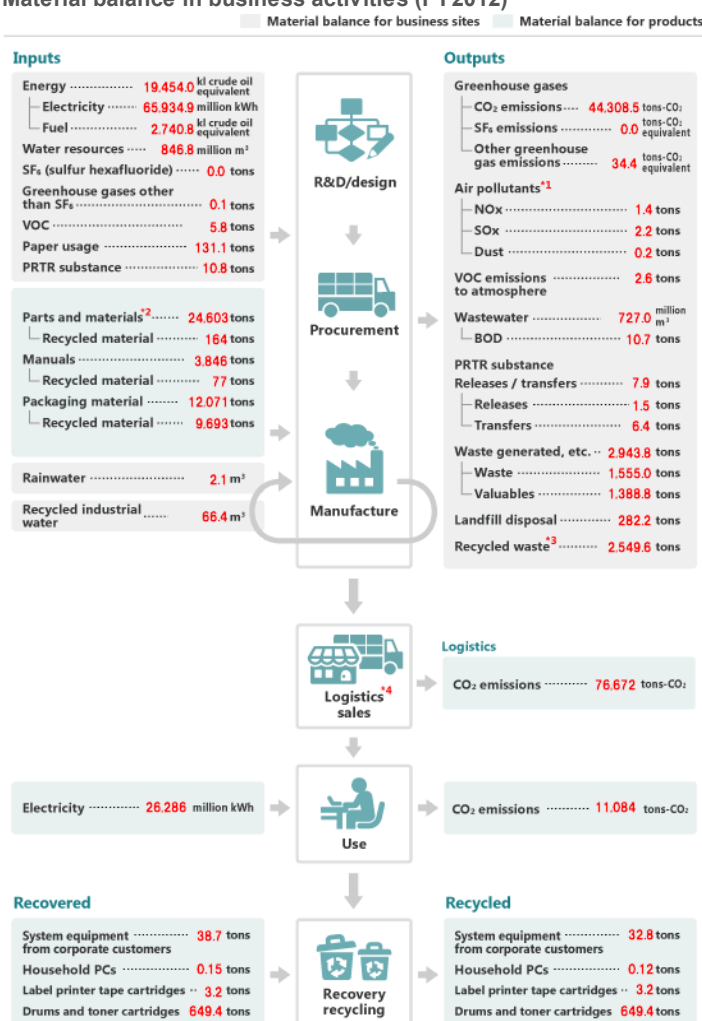 Material balance in business activities (FY2012)
Material balance for business sites Material balance for products
Inputs
Energy 19.454.0 kl crude oil equivalent
Electricity 65.934.9 million kWh
Fuel 2.740.8 kl crude oil equivalent
Water resources 846.8 million m³
SF₆ (sulfur hexafluoride) 0.0 tons
Greenhouse gases other
than SF₆ 0.1 tons
VOC 5.8 tons
Paper usage 131.1 tons
PRTR substance 10.8 tons
Parts and materials*2 24.603 tons
Recycled material 164 tons
Manuals 3.846 tons
Recycled material 77 tons
Packaging material 12.071 tons
Recycled material 9.693 tons
Rainwater 2.1 m³
Recycled industrial
water 66.4 m³
R&D/design
Procurement
Manufacture
Outputs
Greenhouse gases
CO₂ emissions 44,308.5 tons-CO₂
SF₆ emissions 0.0 tons-CO₂ equivalent
Other greenhouse
gas emissions 34.4 tons-CO₂ equivalent
Air pollutants*1
NOx 1.4 tons
SOx 2.2 tons
Dust 0.2 tons
VOC emissions 2.6 tons
to atmosphere
Wastewater 727.0 million m³
BOD 10.7 tons
PRTR substance
Releases / transfers 7.9 tons
Releases 1.5 tons
Transfers 6.4 tons
Waste generated, etc. 2.943.8 tons
Waste 1.555.0 tons
Valuables 1.388.8 tons
Landfill disposal 282.2 tons
Recycled waste*3 2.549.6 tons
Logistics*4
sales
Logistics
CO₂ emissions 76.672 tons-CO₂
Electricity 26.286 million kWh
Use
CO₂ emissions 11.084 tons-CO₂
Recovered
System equipment 38.7 tons
from corporate customers
Household PCs 0.15 tons
Label printer tape cartridges 3.2 tons
Drums and toner cartridges 649.4 tons
Recovery
recycling
Recycled
System equipment 32.8 tons
from corporate customers
Household PCs 0.12 tons
Label printer tape cartridges 3.2 tons
Drums and toner cartridges 649.4 tons